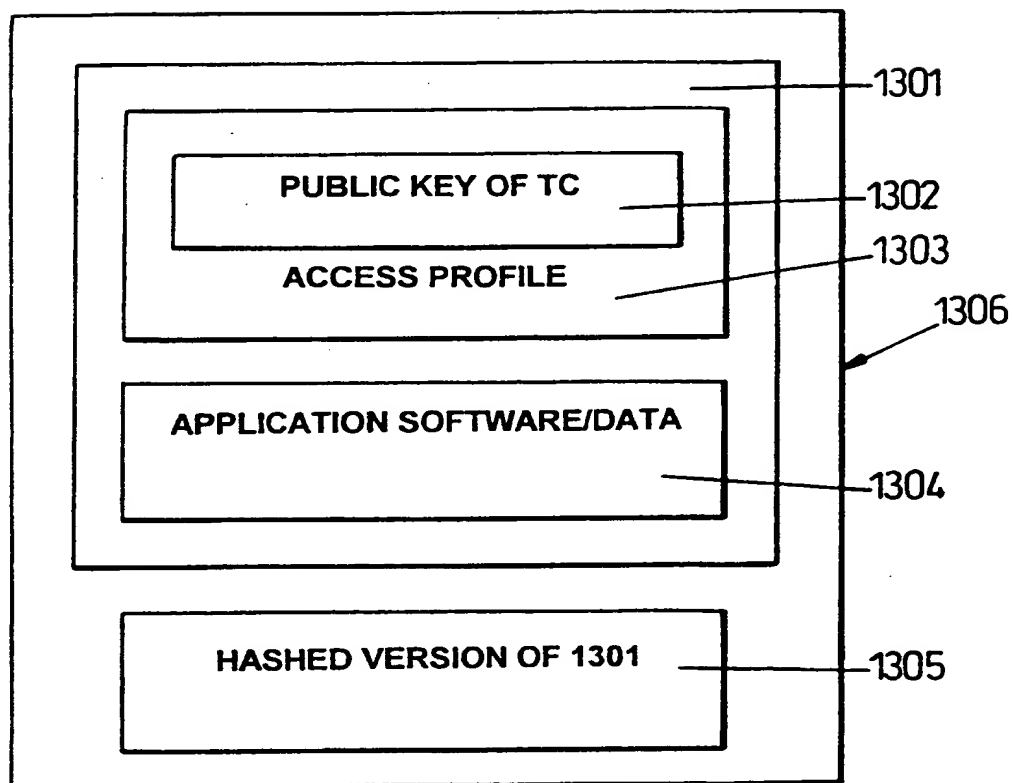 1301
PUBLIC KEY OF TC
1302
1303
ACCESS PROFILE
1306
APPLICATION SOFTWARE/DATA
1304
HASHED VERSION OF 1301
1305